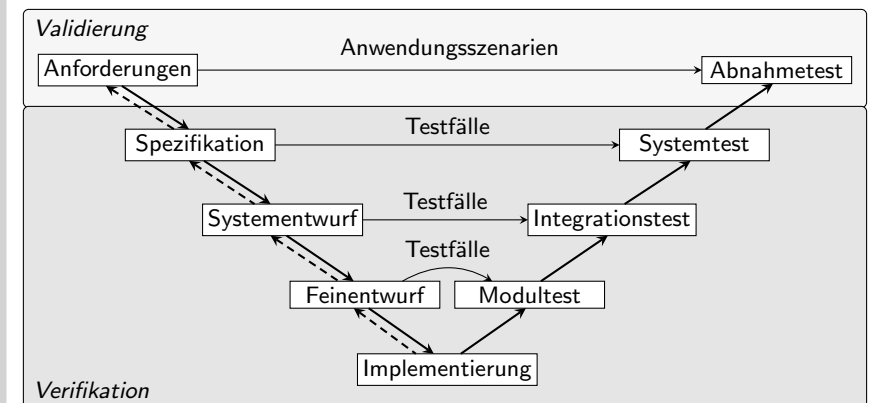 Validierung
Anwendungsszenarien
Anforderungen
Abnahmetest
Testfälle
Spezifikation
Systemtest
Testfälle
Systementwurf
Integrationstest
Testfälle
Feinentwurf
Modultest
Implementierung
Verifikation